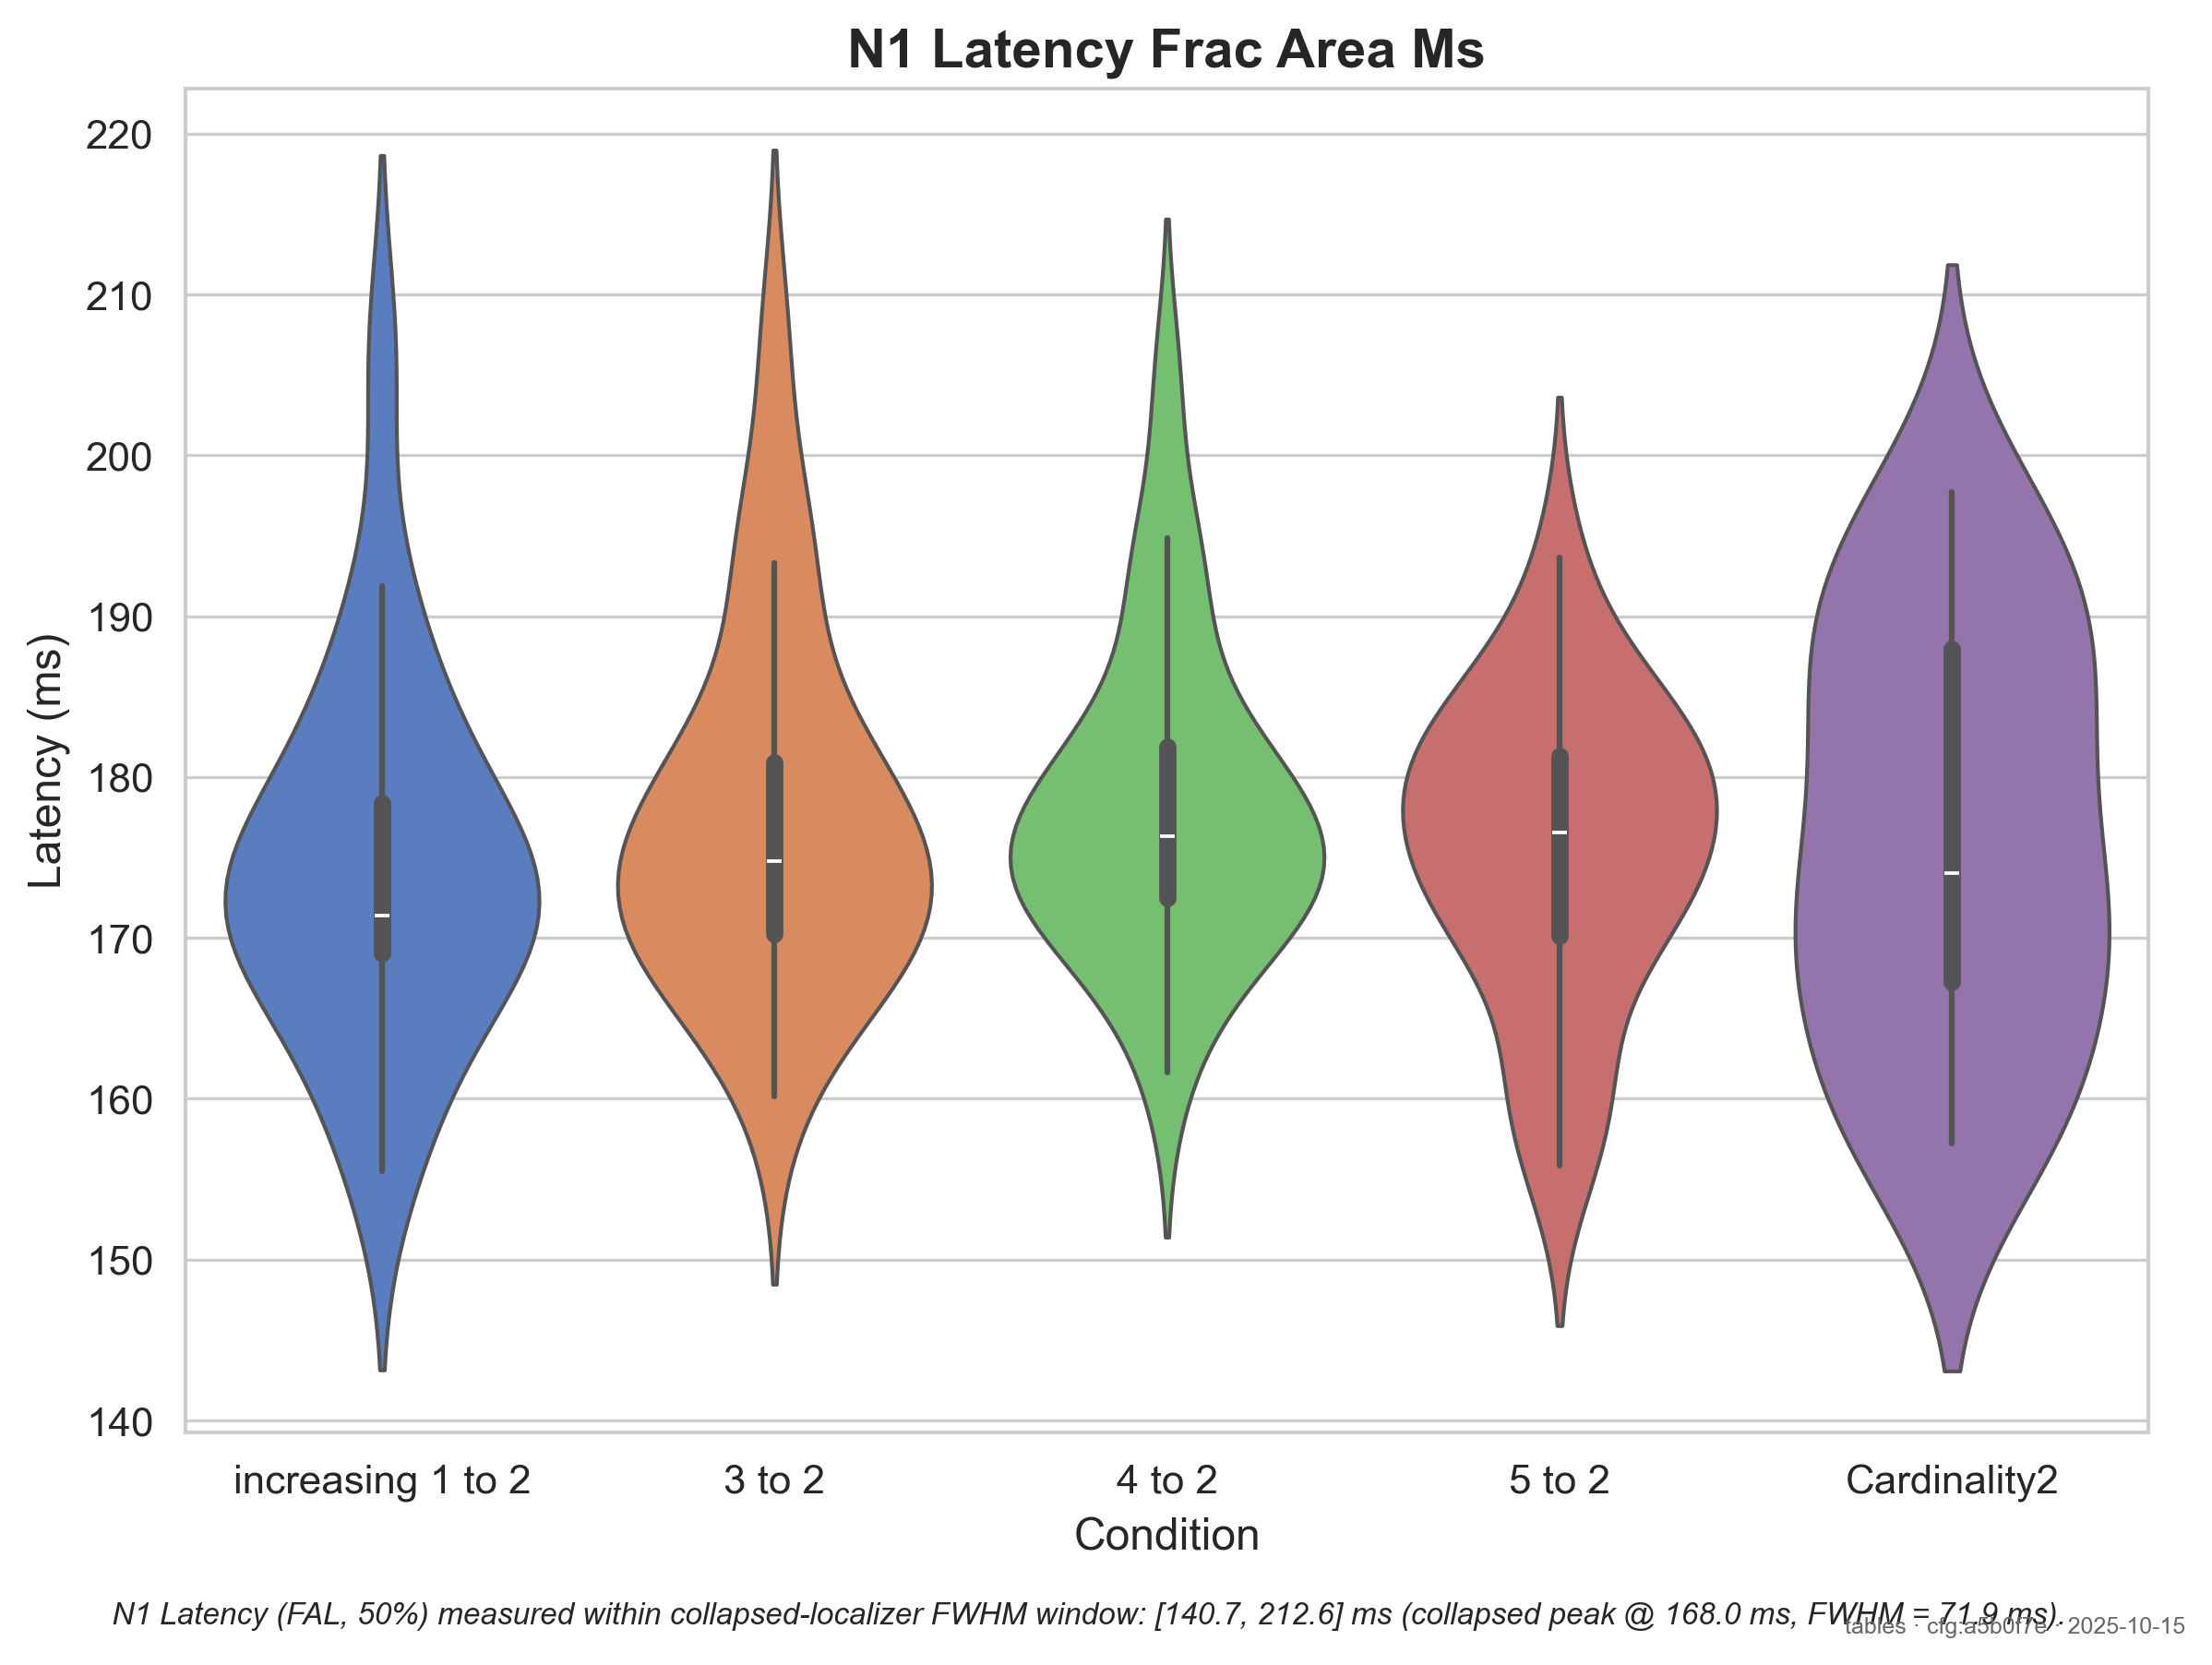 N1 Latency Frac Area Ms
220
210
200
190
180
170
160
150
140
Latency (ms)
increasing 1 to 2
3 to 2
4 to 2
5 to 2
Cardinality2
Condition
N1 Latency (FAL, 50%) measured within collapsed-localizer FWHM window: [140.7, 212.6] ms (collapsed peak @ 168.0 ms, FWHM = 71.9 ms).
tables · cfg:a5b0f7e · 2025-10-15